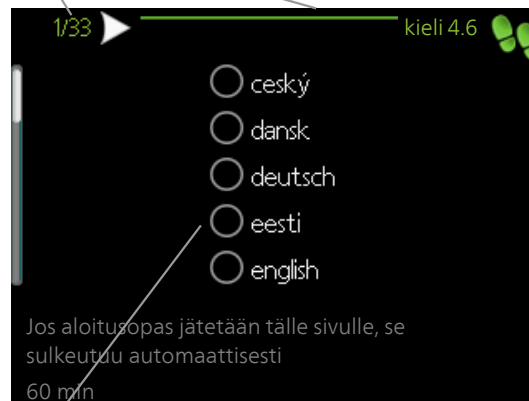 1/33
kieli 4.6
ceský
dansk
deutsch
eesti
english
Jos aloitusopas jätetään tälle sivulle, se
sulkeutuu automaattisesti
60 min